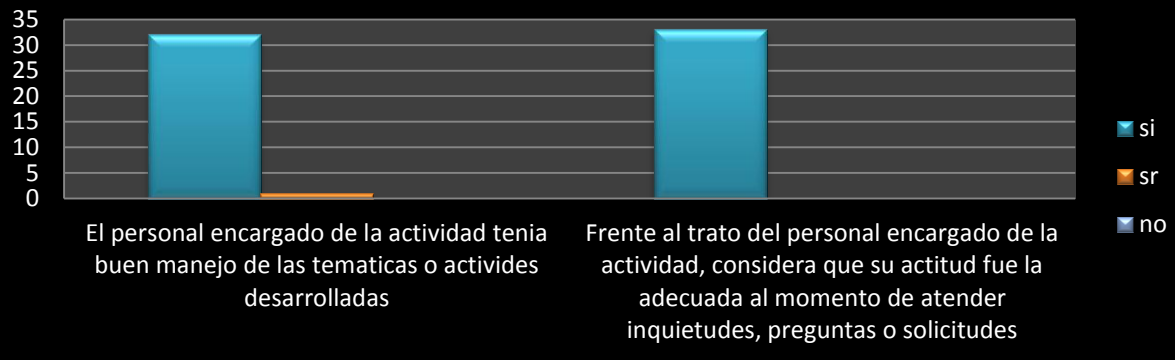 35
30
25
20
15
10
5
0
El personal encargado de la actividad tenia
buen manejo de las tematicas o activides
desarrolladas
Frente al trato del personal encargado de la
actividad, considera que su actitud fue la
adecuada al momento de atender
inquietudes, preguntas o solicitudes
si
sr
no